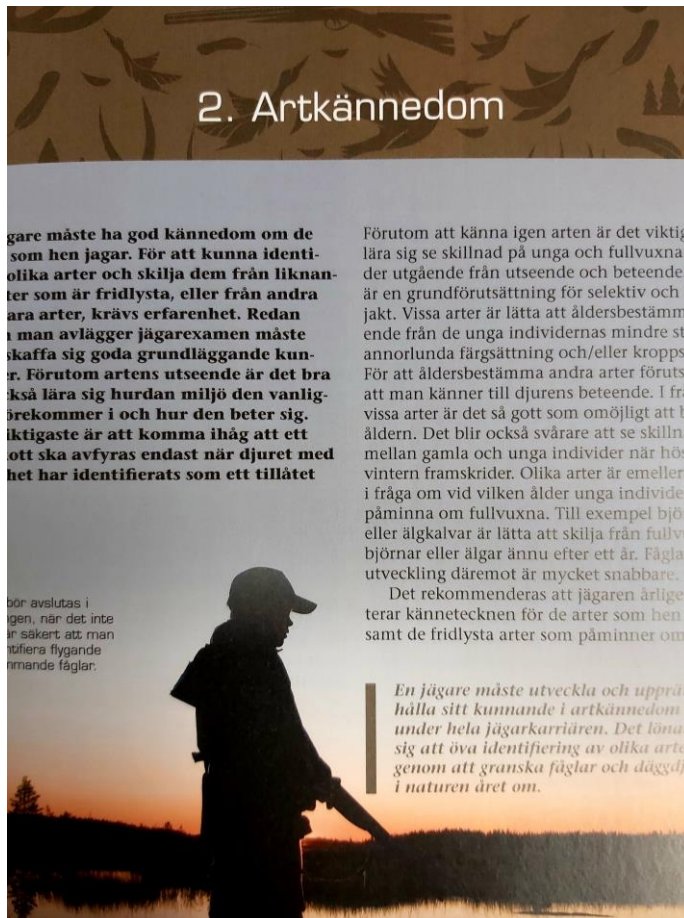 2. Artkännedom
gare måste ha god kännedom om de
som hen jagar. För att kunna identi-
olika arter och skilja dem från liknan-
ter som är fridlysta, eller från andra
ara arter, krävs erfarenhet. Redan
man avlägger jägarexamen måste
skaffa sig goda grundläggande kun-
r. Förutom artens utseende är det bra
ckså lära sig hurdan miljö den vanlig-
örekommer i och hur den beter sig.
iktigaste är att komma ihåg att ett
ott ska avfyras endast när djuret med
het har identifierats som ett tillåtet
bör avslutas i
gen, när det inte
är säkert att man
ntifiera flygande
mmande fåglar.
Förutom att känna igen arten är det viktig
lära sig se skillnad på unga och fullvuxna
der utgående från utseende och beteende
är en grundförutsättning för selektiv och
jakt. Vissa arter är lätta att åldersbestämm
ende från de unga individernas mindre st
annorlunda färgsättning och/eller kropps
För att åldersbestämma andra arter föruts
att man känner till djurens beteende. I frå
vissa arter är det så gott som omöjligt att b
åldern. Det blir också svårare att se skilln
mellan gamla och unga individer när hös
vintern framskrider. Olika arter är emeller
i fråga om vid vilken ålder unga individe
påminna om fullvuxna. Till exempel björ
eller älgkalvar är lätta att skilja från fullv
björnar eller älgar ännu efter ett år. Fågla
utveckling däremot är mycket snabbare.
Det rekommenderas att jägaren årlige
terar kännetecknen för de arter som hen
samt de fridlysta arter som påminner om
En jägare måste utveckla och upprät
hålla sitt kunnande i artkännedom
under hela jägarkarriären. Det löna
sig att öva identifiering av olika arte
genom att granska fåglar och däggdj
i naturen året om.